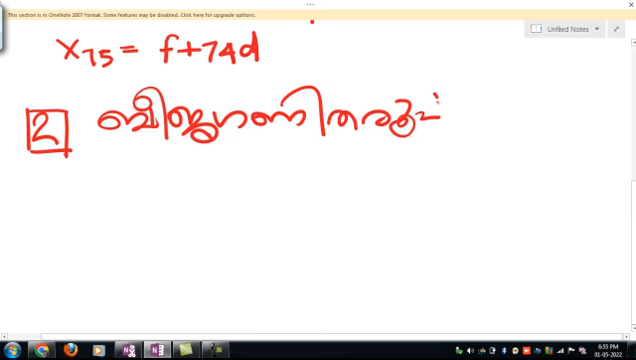 This section is in OneNote 2007 format. Some features may be disabled. Click here for upgrade options.
Unfiled Notes
x₇₅ = f+74d
2 ബീജഗണിതരൂപ
6:55 PM
01-05-2022